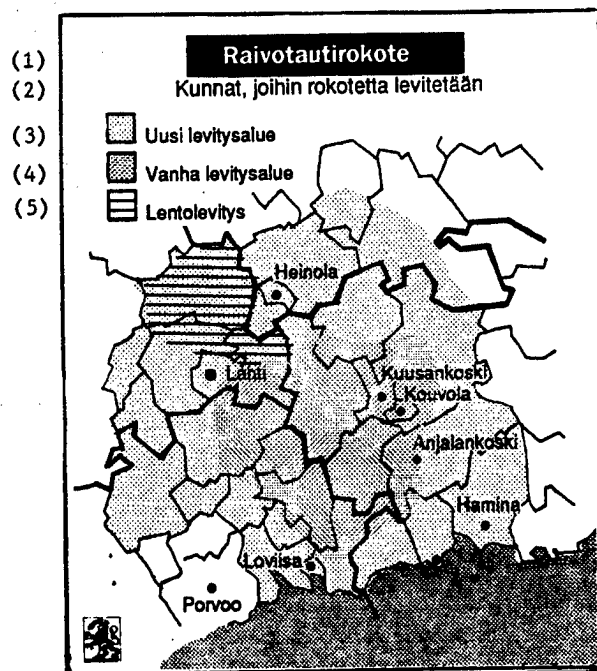 (1) Raivotautirokote
(2) Kunnat, joihin rokotetta levitetään
(3) Uusi levitysalue
(4) Vanha levitysalue
(5) Lentolevitys
Heinola
Lahti
Kuusankoski
Kouvola
Anjalankoski
Hamina
Loviisa
Porvoo